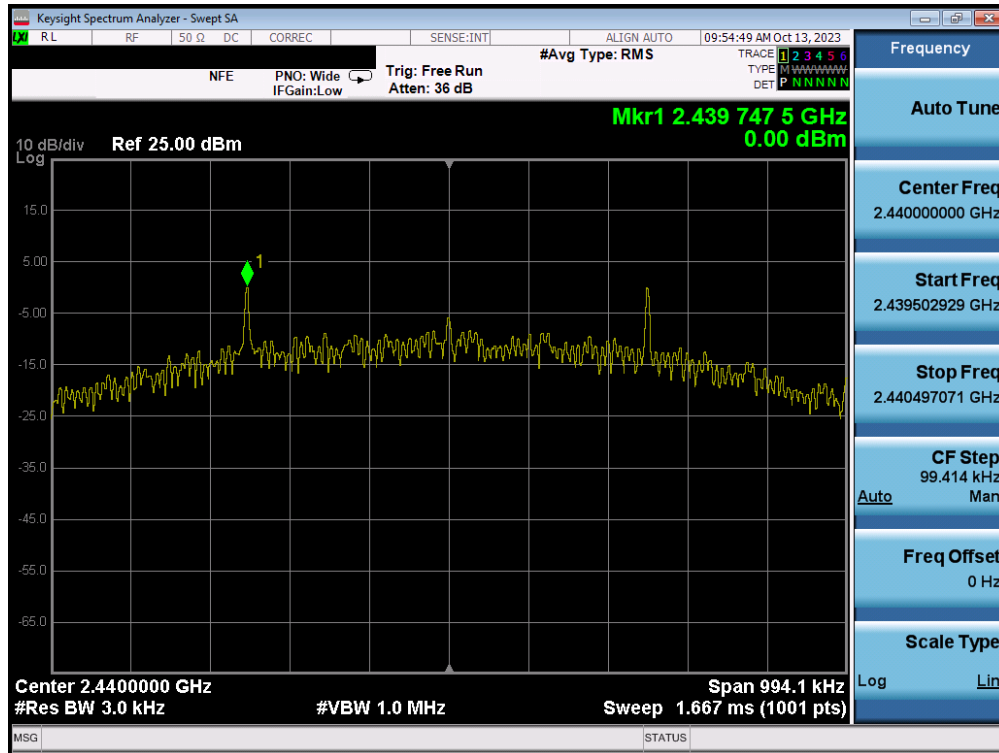 Keysight Spectrum Analyzer - Swept SA
LXI RL RF 50 Ω DC CORREC SENSE:INT ALIGN AUTO 09:54:49 AM Oct 13, 2023
#Avg Type: RMS
TRACE 1 2 3 4 5 6
TYPE M W W W W W
DET P N N N N N
NFE PNO: Wide Trig: Free Run
IFGain:Low Atten: 36 dB
Mkr1 2.439 747 5 GHz
0.00 dBm
10 dB/div Ref 25.00 dBm
Log
15.0
5.00
-5.00
-15.0
-25.0
-35.0
-45.0
-55.0
-65.0
1
Center 2.4400000 GHz Span 994.1 kHz
#Res BW 3.0 kHz #VBW 1.0 MHz Sweep 1.667 ms (1001 pts)
MSG STATUS
Frequency
Auto Tune
Center Freq
2.440000000 GHz
Start Freq
2.439502929 GHz
Stop Freq
2.440497071 GHz
CF Step
99.414 kHz
Auto Man
Freq Offset
0 Hz
Scale Type
Log Lin